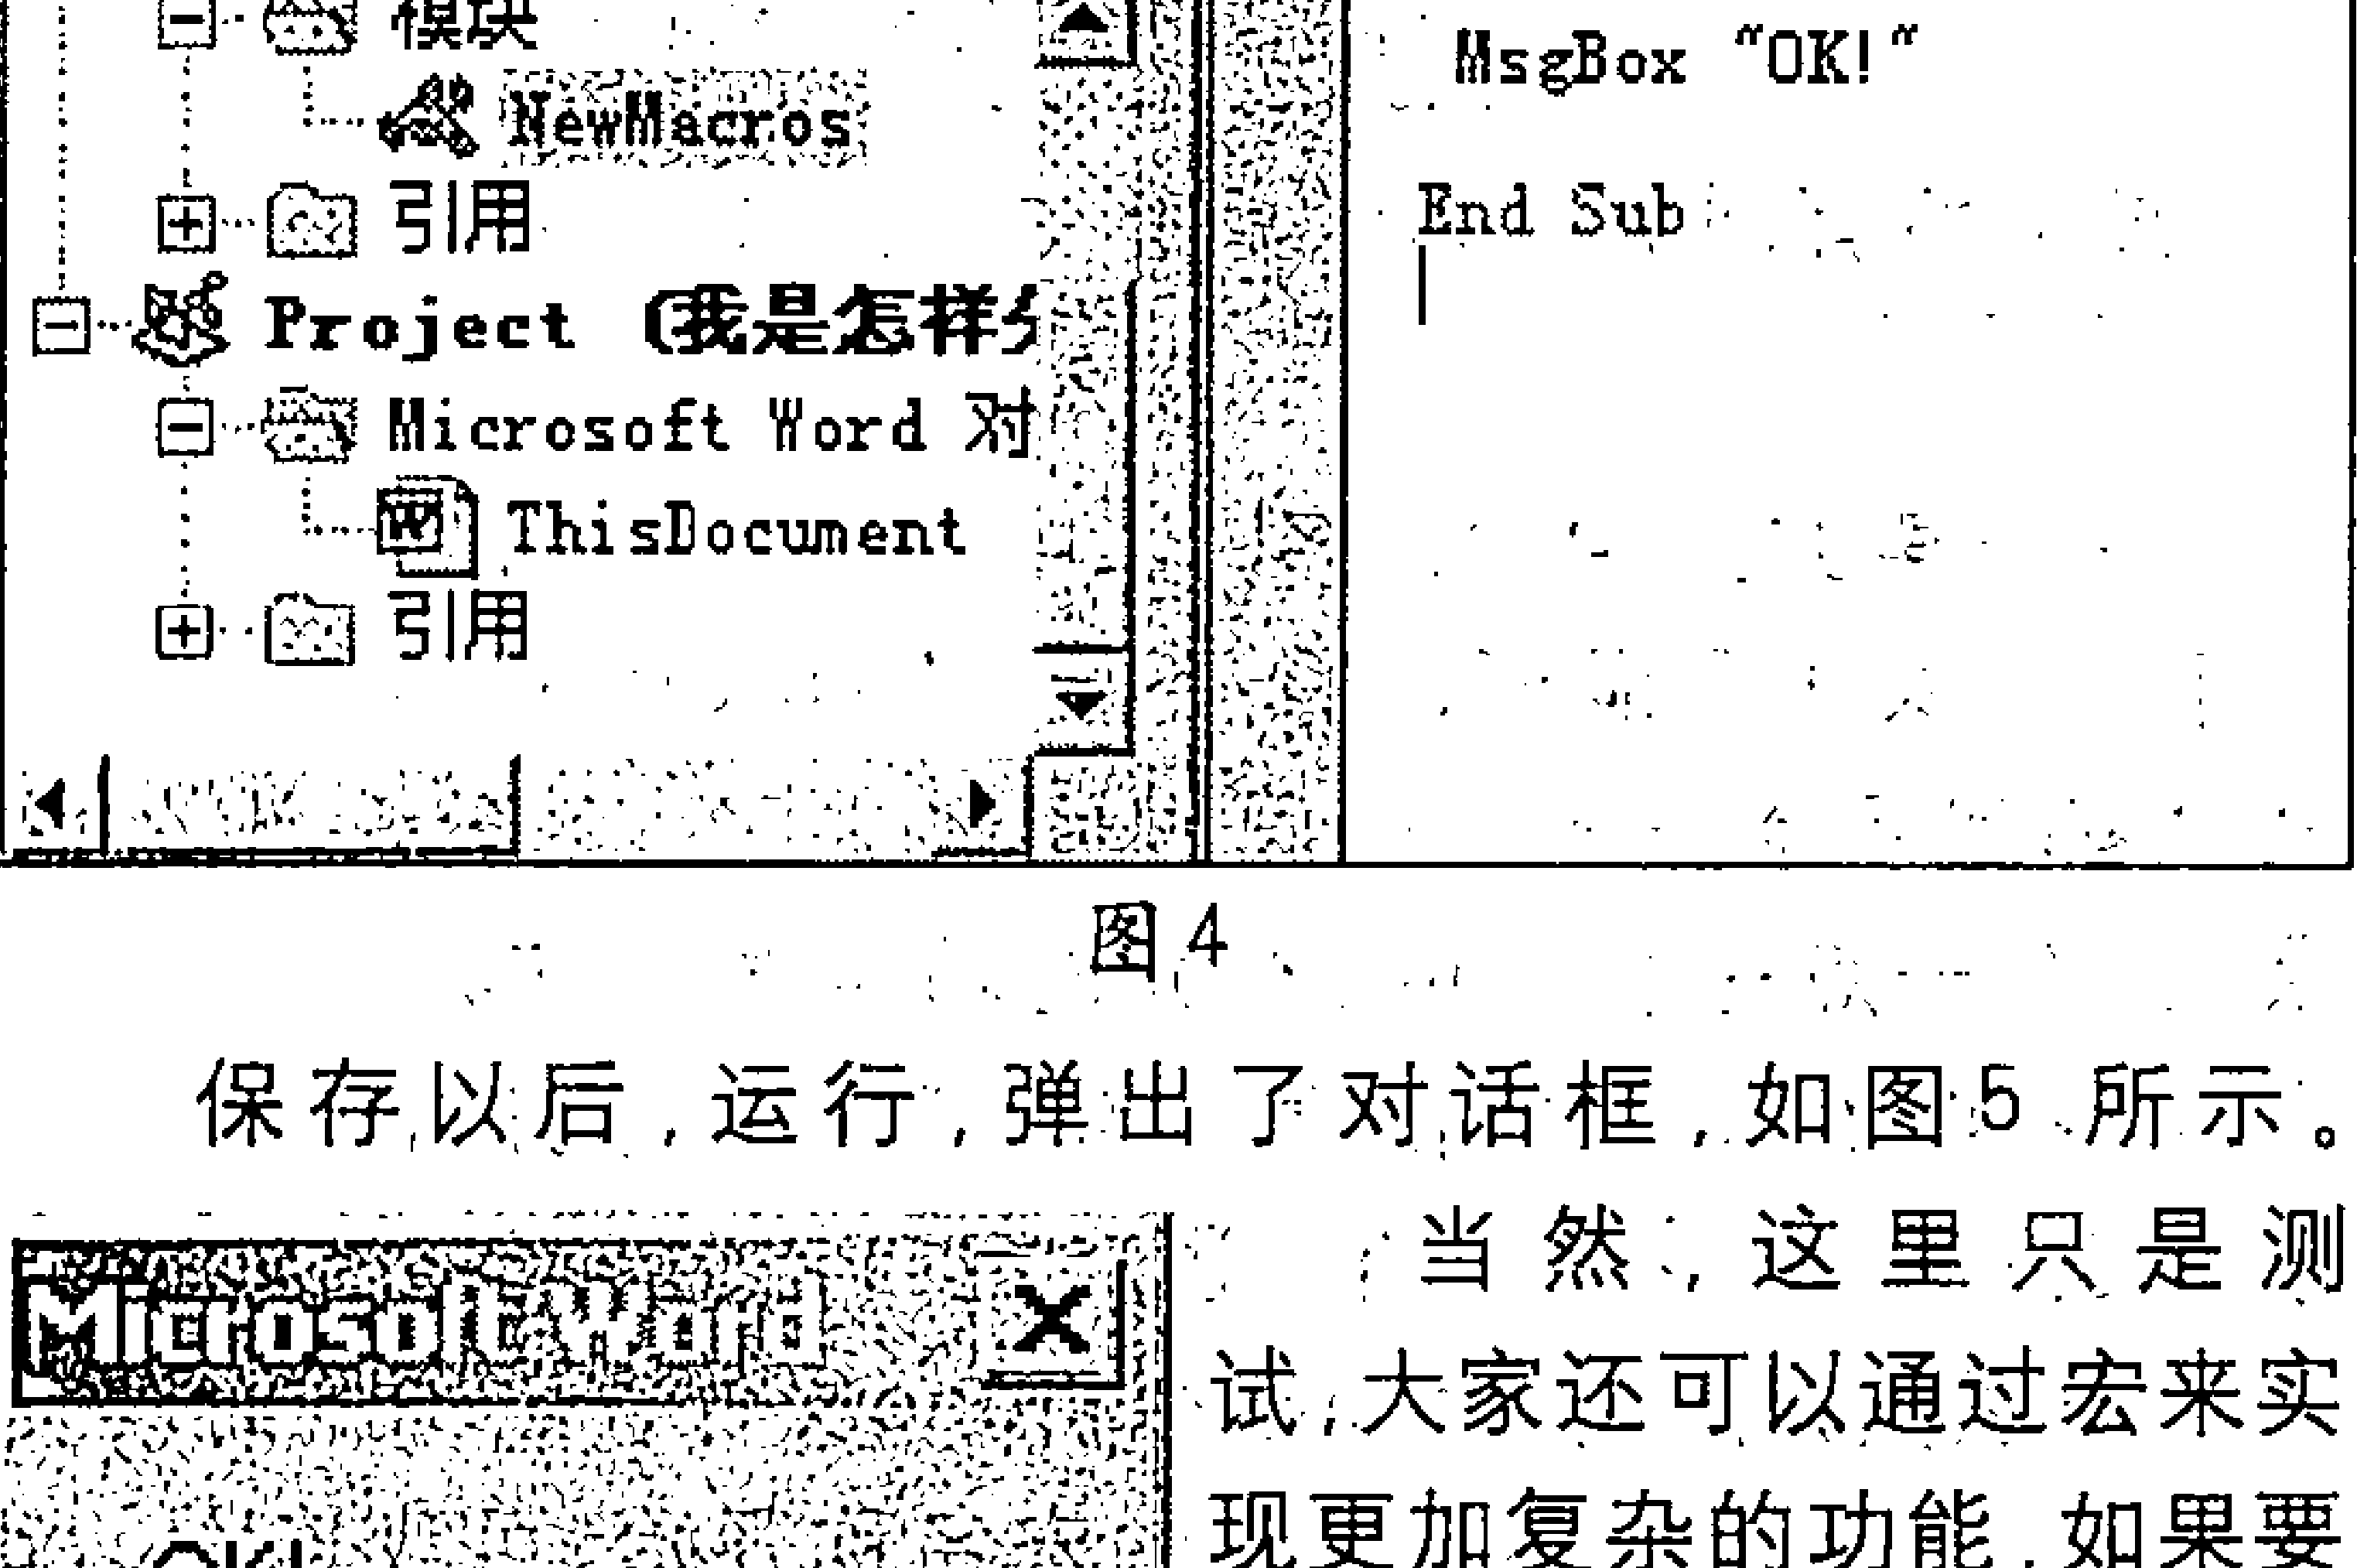 模块
NewMacros
引用
Project (我是怎样
Microsoft Word 对
ThisDocument
引用
MsgBox "OK!"
End Sub
图4
保存以后,运行,弹出了对话框,如图5所示。
Microsoft Word
OK!
当然,这里只是测
试,大家还可以通过宏来实
现更加复杂的功能,如果要